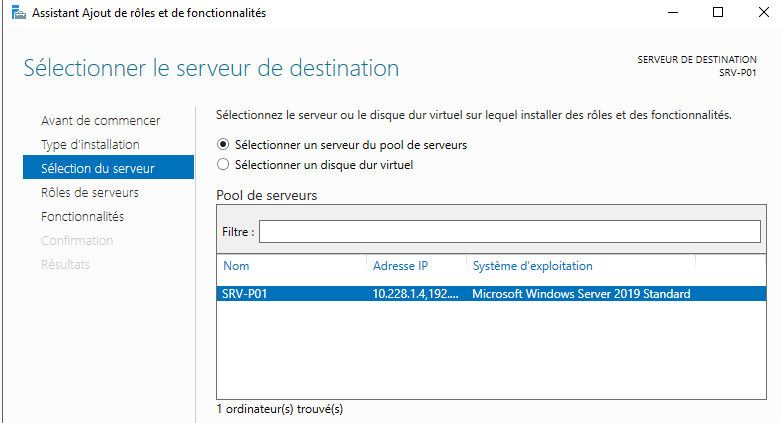 Assistant Ajout de rôles et de fonctionnalités
Sélectionner le serveur de destination
SERVEUR DE DESTINATION
SRV-P01
Avant de commencer
Type d'installation
Sélection du serveur
Rôles de serveurs
Fonctionnalités
Confirmation
Résultats
Sélectionnez le serveur ou le disque dur virtuel sur lequel installer des rôles et des fonctionnalités.
Sélectionner un serveur du pool de serveurs
Sélectionner un disque dur virtuel
Pool de serveurs
Filtre :
Nom Adresse IP Système d'exploitation
SRV-P01 10.228.1.4,192.... Microsoft Windows Server 2019 Standard
1 ordinateur(s) trouvé(s)